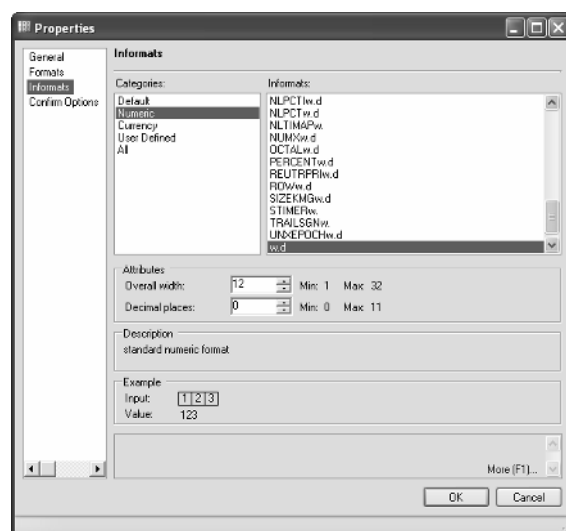 Properties
General
Formats
Informats
Confirm Options
Informats
Categories:
Default
Numeric
Currency
User Defined
All
Informats:
NLPCTIw.d
NLPCTw.d
NLTIMAPw.
NUMXw.d
OCTALw.d
PERCENTw.d
REUTRPRIw.d
ROWw.d
SIZEKMGw.d
STIMERw.
TRAILSGNw.
UNXEPOCHw.d
w.d
Attributes
Overall width: 12 Min: 1 Max: 32
Decimal places: 0 Min: 0 Max: 11
Description
standard numeric format
Example
Input: 1 2 3
Value: 123
More (F1)...
OK Cancel